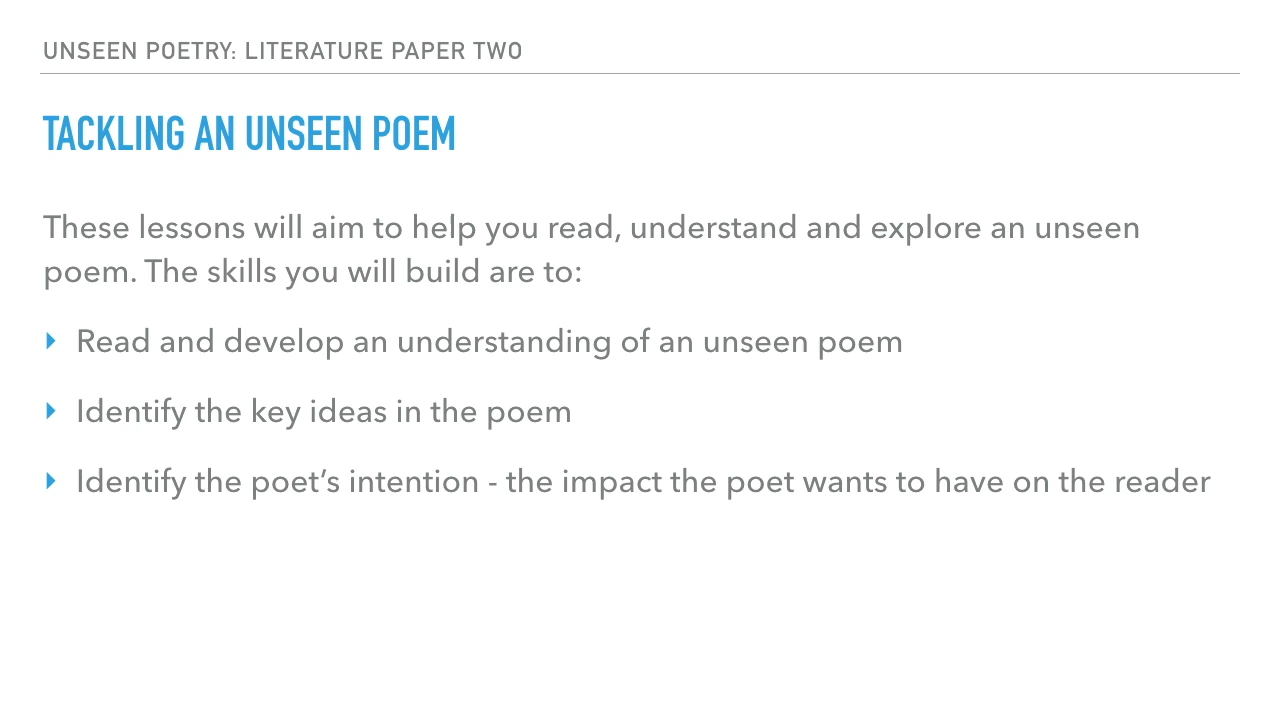 UNSEEN POETRY: LITERATURE PAPER TWO
TACKLING AN UNSEEN POEM
These lessons will aim to help you read, understand and explore an unseen
poem. The skills you will build are to:
‣ Read and develop an understanding of an unseen poem
‣ Identify the key ideas in the poem
‣ Identify the poet’s intention - the impact the poet wants to have on the reader